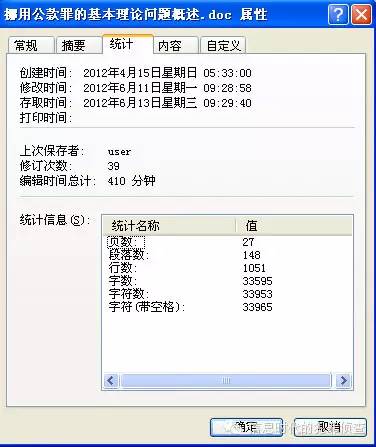 挪用公款罪的基本理论问题概述.doc 属性
常规 摘要 统计 内容 自定义
创建时间: 2012年4月15日星期日 05:33:00
修改时间: 2012年6月11日星期一 09:28:58
存取时间: 2012年6月13日星期三 09:29:40
打印时间:
上次保存者: user
修订次数: 39
编辑时间总计: 410 分钟
统计信息(S):
统计名称 值
页数: 27
段落数: 148
行数: 1051
字数: 33595
字符数: 33953
字符(带空格): 33965
确定 取消
信息时代的